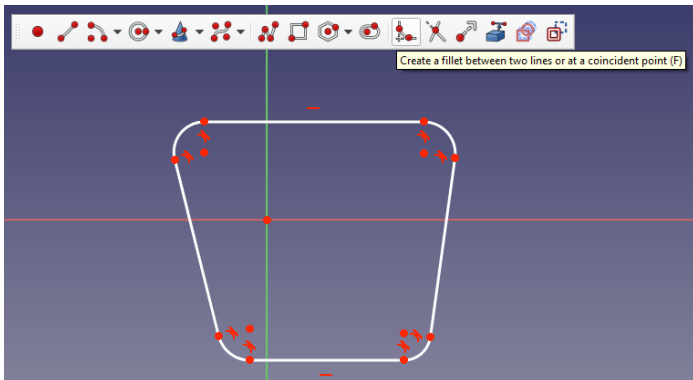 Create a fillet between two lines or at a coincident point (F)